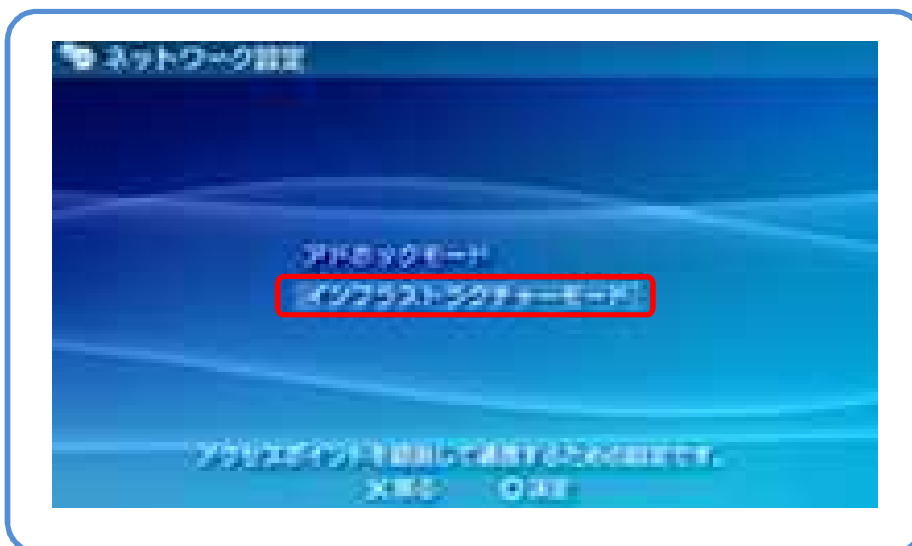 ネットワーク設定
アドホックモード
インフラストラクチャーモード
アクセスポイントを経由して通信するための設定です。
×戻る ○決定